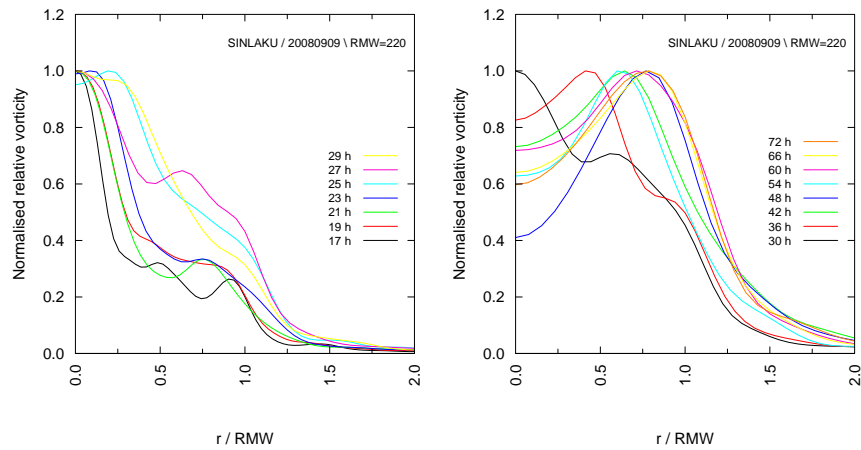 SINLAKU / 20080909 \ RMW=220
Normalised relative vorticity
1.2
1.0
0.8
0.6
0.4
0.2
0.0
29 h
27 h
25 h
23 h
21 h
19 h
17 h
0.0
0.5
1.0
1.5
2.0
r / RMW
SINLAKU / 20080909 \ RMW=220
Normalised relative vorticity
1.2
1.0
0.8
0.6
0.4
0.2
0.0
72 h
66 h
60 h
54 h
48 h
42 h
36 h
30 h
0.0
0.5
1.0
1.5
2.0
r / RMW